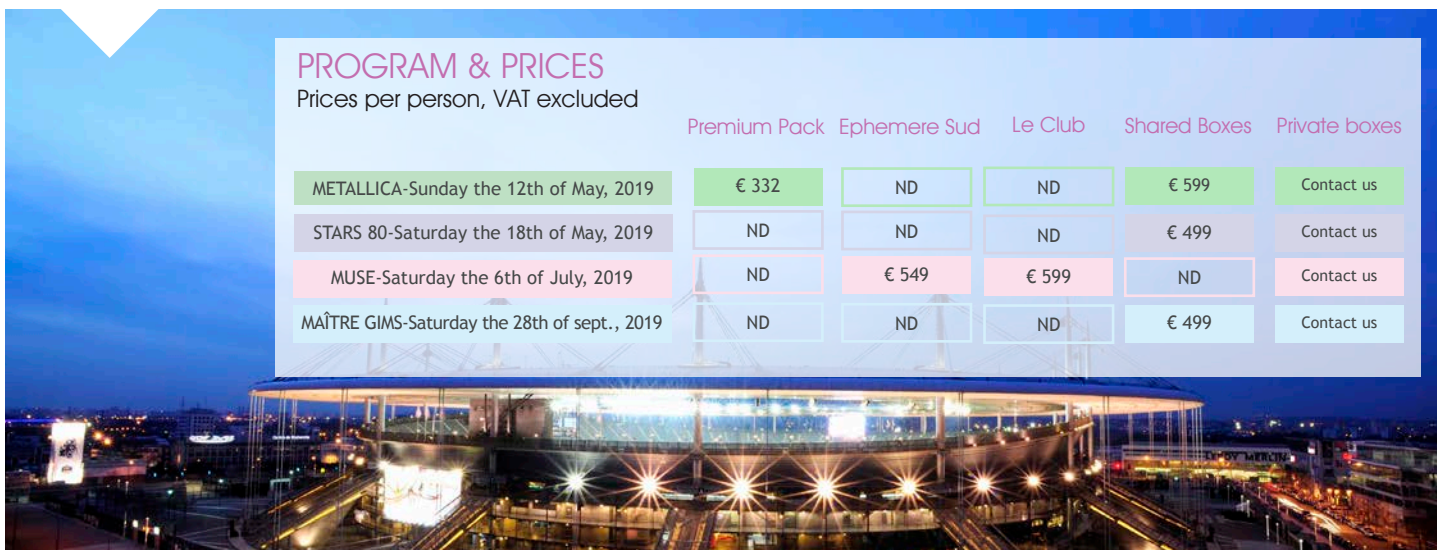 PROGRAM & PRICES
Prices per person, VAT excluded
Premium Pack Ephemere Sud Le Club Shared Boxes Private boxes
METALLICA-Sunday the 12th of May, 2019 € 332 ND ND € 599 Contact us
STARS 80-Saturday the 18th of May, 2019 ND ND ND € 499 Contact us
MUSE-Saturday the 6th of July, 2019 ND € 549 € 599 ND Contact us
MAÎTRE GIMS-Saturday the 28th of sept., 2019 ND ND ND € 499 Contact us
LEROY MERLIN